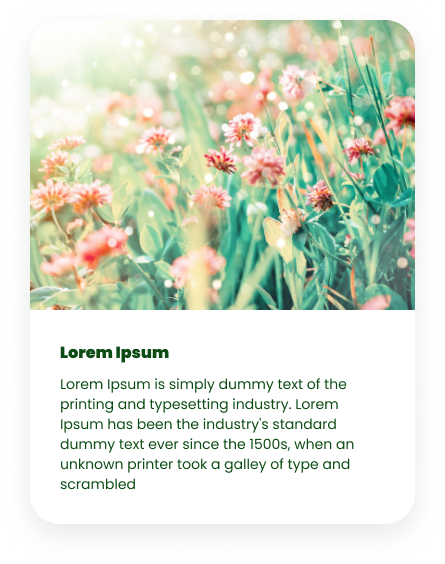 Lorem Ipsum
Lorem Ipsum is simply dummy text of the
printing and typesetting industry. Lorem
Ipsum has been the industry's standard
dummy text ever since the 1500s, when an
unknown printer took a galley of type and
scrambled